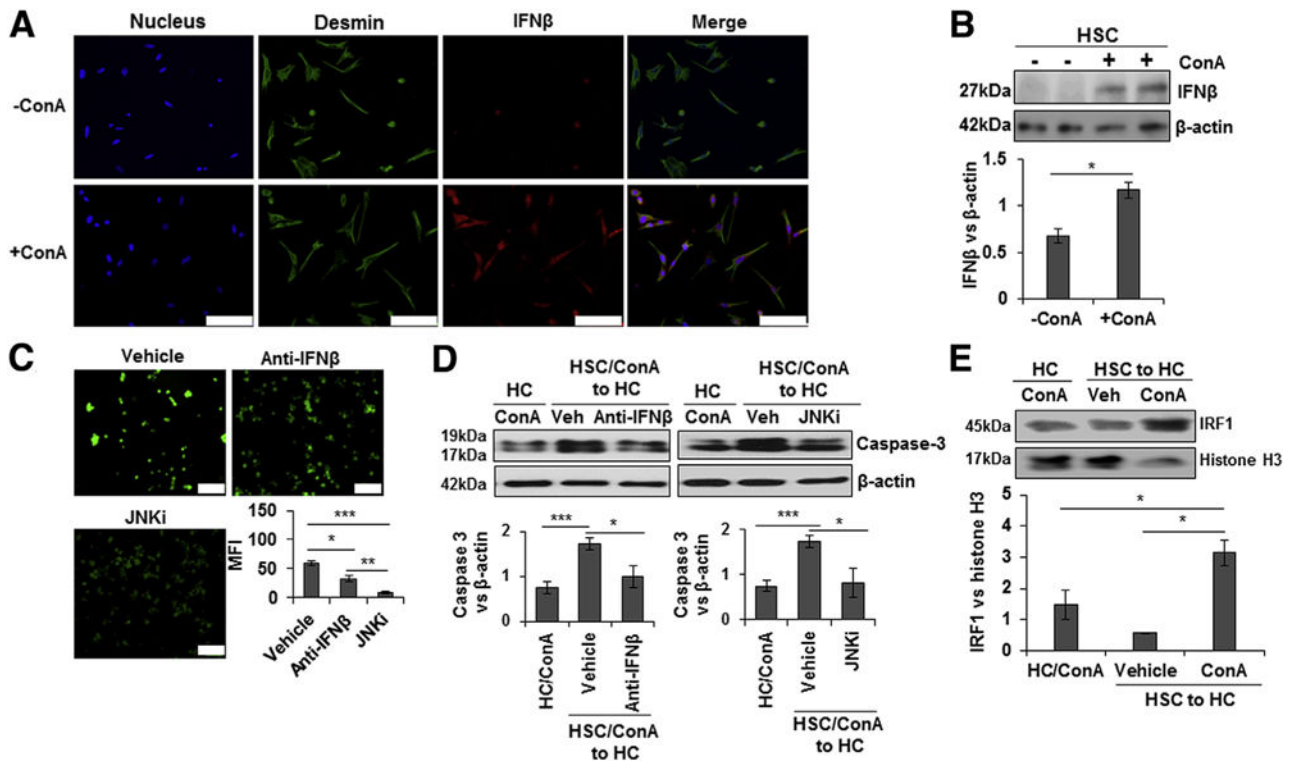 A
Nucleus Desmin IFNβ Merge
-ConA
+ConA
B
HSC
- - + + ConA
27kDa IFNβ
42kDa β-actin
IFNβ vs β-actin
1.5
1
0.5
0
*
-ConA +ConA
C
Vehicle Anti-IFNβ
JNKi
MFI
150
100
50
0
***
*
**
Vehicle Anti-IFNβ JNKi
D
HC HSC/ConA to HC
ConA Veh Anti-IFNβ
HC HSC/ConA to HC
ConA Veh JNKi
19kDa
17kDa
Caspase-3
42kDa
β-actin
Caspase 3
vs β-actin
2
1
0
*** *
HC/ConA Vehicle Anti-IFNβ
HSC/ConA
to HC
Caspase 3
vs β-actin
2
1
0
*** *
HC/ConA Vehicle JNKi
HSC/ConA
to HC
E
HC HSC to HC
ConA Veh ConA
45kDa IRF1
17kDa Histone H3
IRF1 vs histone H3
5
4
3
2
1
0
*
*
HC/ConA Vehicle ConA
HSC to HC